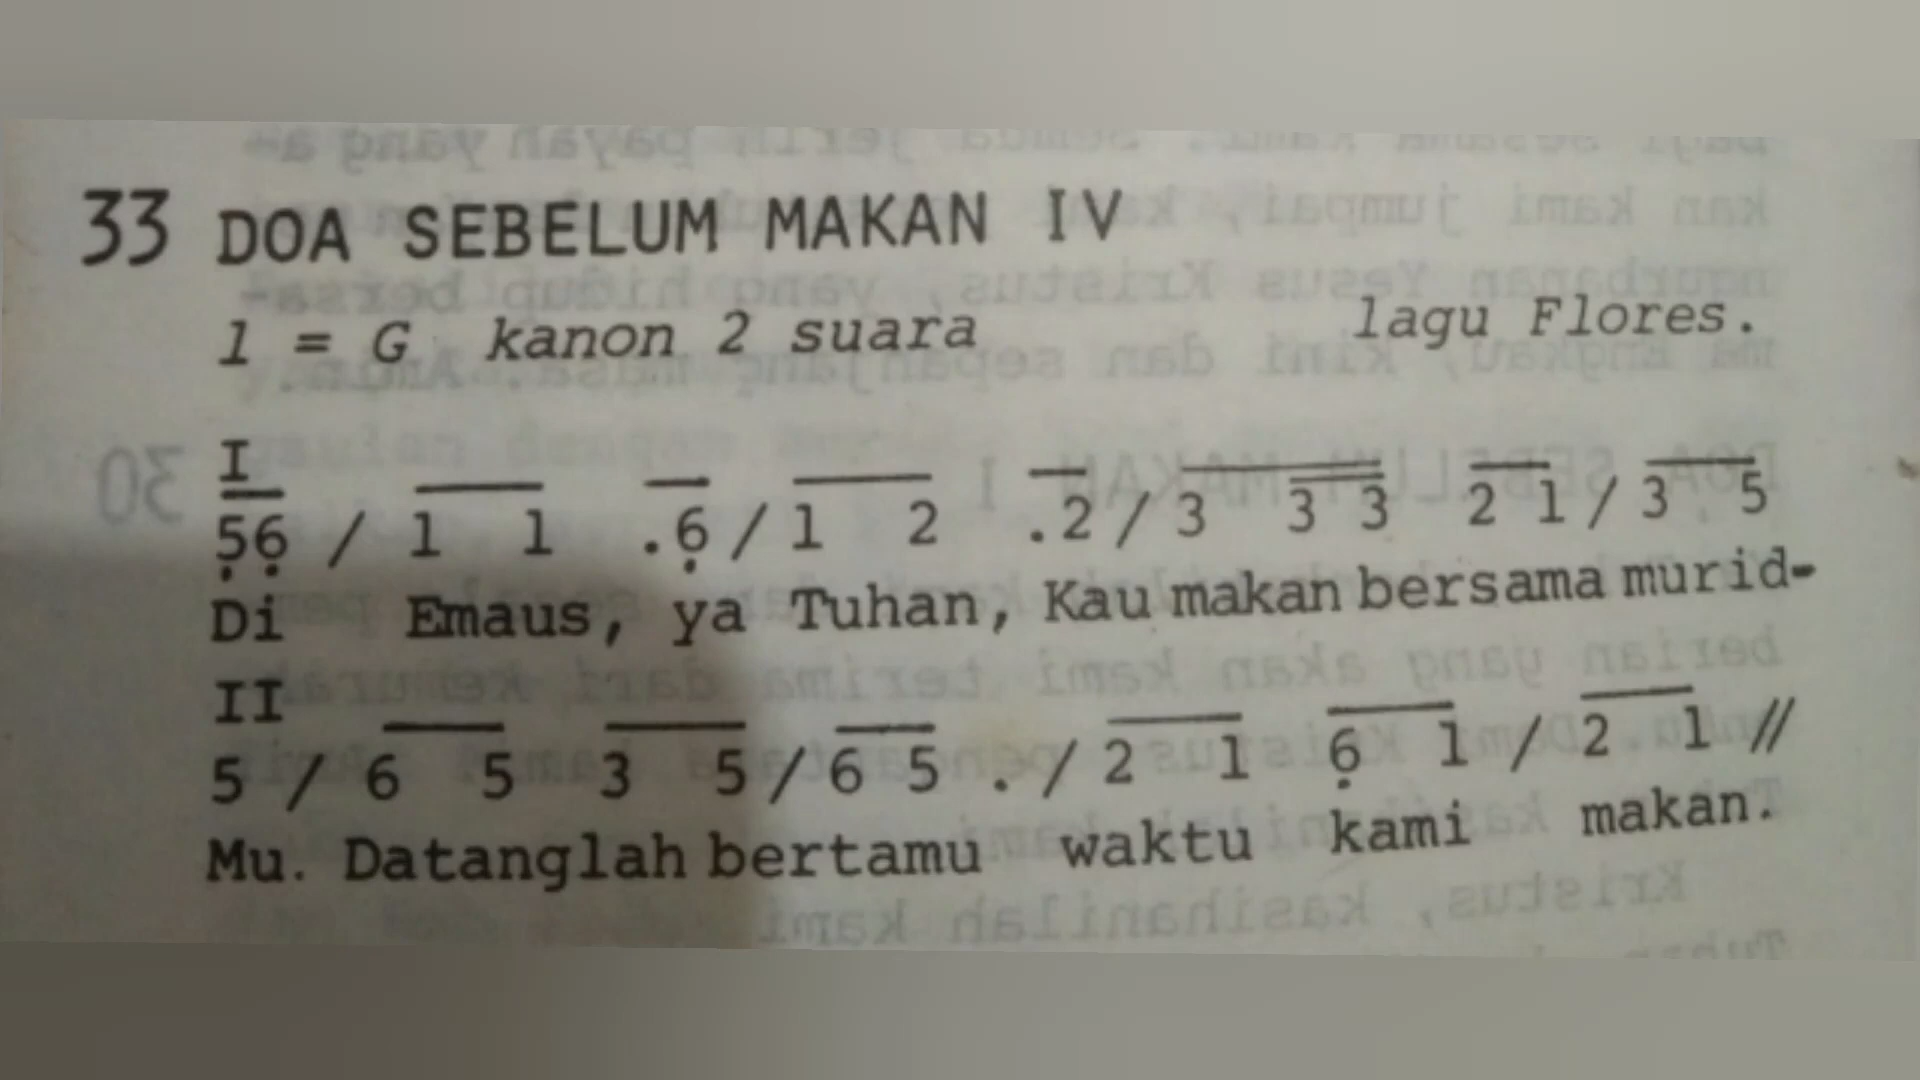 33 DOA SEBELUM MAKAN IV
1 = G kanon 2 suara lagu Flores.
I
5̣6̣ / 1 1 .6̣ / 1 2 .2 / 3 3 3 2 1 / 3 5
Di Emaus, ya Tuhan, Kau makan bersama murid-
II
5 / 6 5 3 5 / 6 5 . / 2 1 6̣ 1 / 2 1 //
Mu. Datanglah bertamu waktu kami makan.